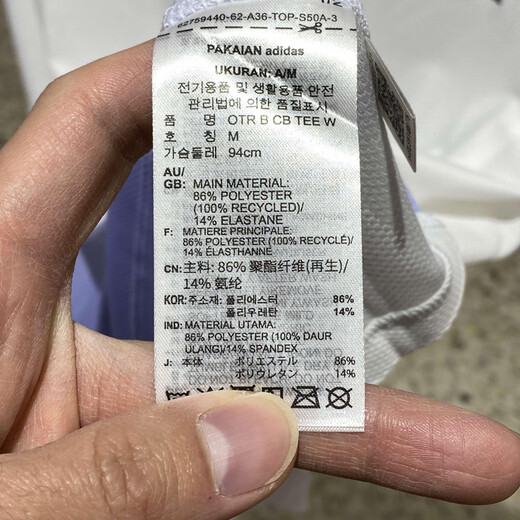 62759440-62-A36-TOP-S50A-3
PAKAIAN adidas
UKURAN: A/M
전기용품 및 생활용품 안전
관리법에 의한 품질표시
品 名 OTR B CB TEE W
호 칭 M
가슴둘레 94cm
AU/
GB: MAIN MATERIAL:
86% POLYESTER
(100% RECYCLED)/
14% ELASTANE
F: MATIERE PRINCIPALE:
86% POLYESTER (100% RECYCLÉ)/
14% ÉLASTHANNE
CN: 主料: 86% 聚酯纤维(再生)/
14% 氨纶
KOR: 주소재: 폴리에스터 86%
폴리우레탄 14%
IND: MATERIAL UTAMA:
86% POLYESTER (100% DAUR
ULANG)/14% SPANDEX
J: 本体 ポリエステル 86%
ポリウレタン 14%